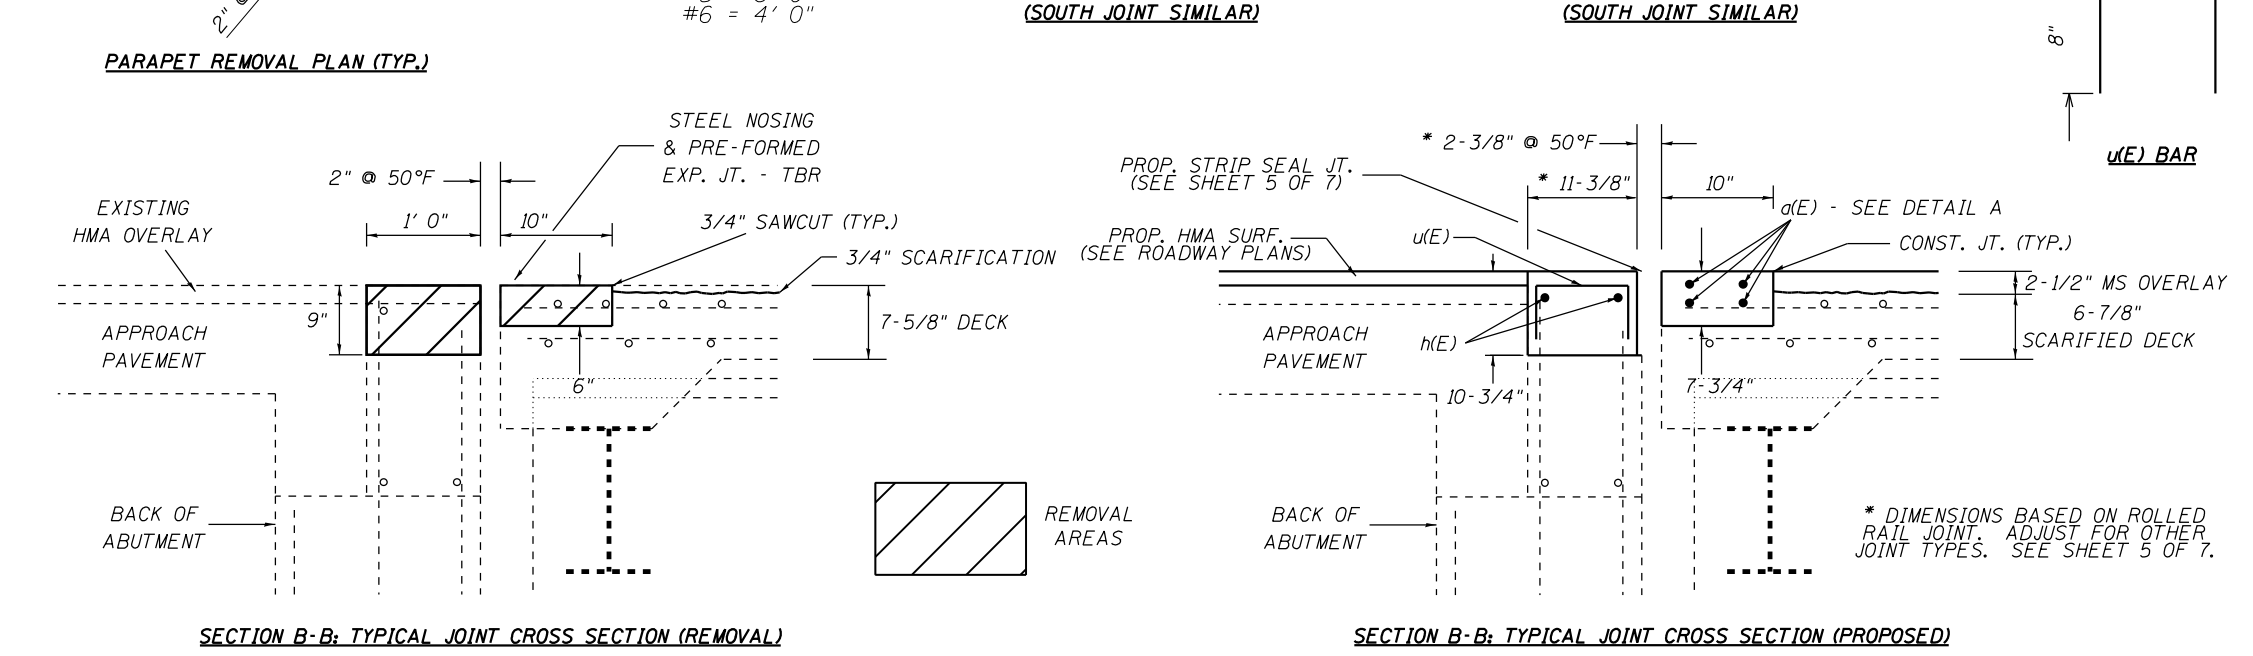 2" @
#6 = 4' 0"
(SOUTH JOINT SIMILAR)
(SOUTH JOINT SIMILAR)
8"
PARAPET REMOVAL PLAN (TYP.)
u(E) BAR
STEEL NOSING
& PRE-FORMED
EXP. JT. - TBR
2" @ 50°F
EXISTING
HMA OVERLAY
1' 0"
10"
3/4" SAWCUT (TYP.)
3/4" SCARIFICATION
9"
7-5/8" DECK
APPROACH
PAVEMENT
6"
BACK OF
ABUTMENT
REMOVAL
AREAS
SECTION B-B: TYPICAL JOINT CROSS SECTION (REMOVAL)
* 2-3/8" @ 50°F
PROP. STRIP SEAL JT.
(SEE SHEET 5 OF 7)
* 11-3/8"
10"
a(E) - SEE DETAIL A
PROP. HMA SURF.
(SEE ROADWAY PLANS)
u(E)
CONST. JT. (TYP.)
2-1/2" MS OVERLAY
6-7/8"
SCARIFIED DECK
APPROACH
PAVEMENT
h(E)
10-3/4"
7-3/4"
BACK OF
ABUTMENT
* DIMENSIONS BASED ON ROLLED
RAIL JOINT. ADJUST FOR OTHER
JOINT TYPES. SEE SHEET 5 OF 7.
SECTION B-B: TYPICAL JOINT CROSS SECTION (PROPOSED)